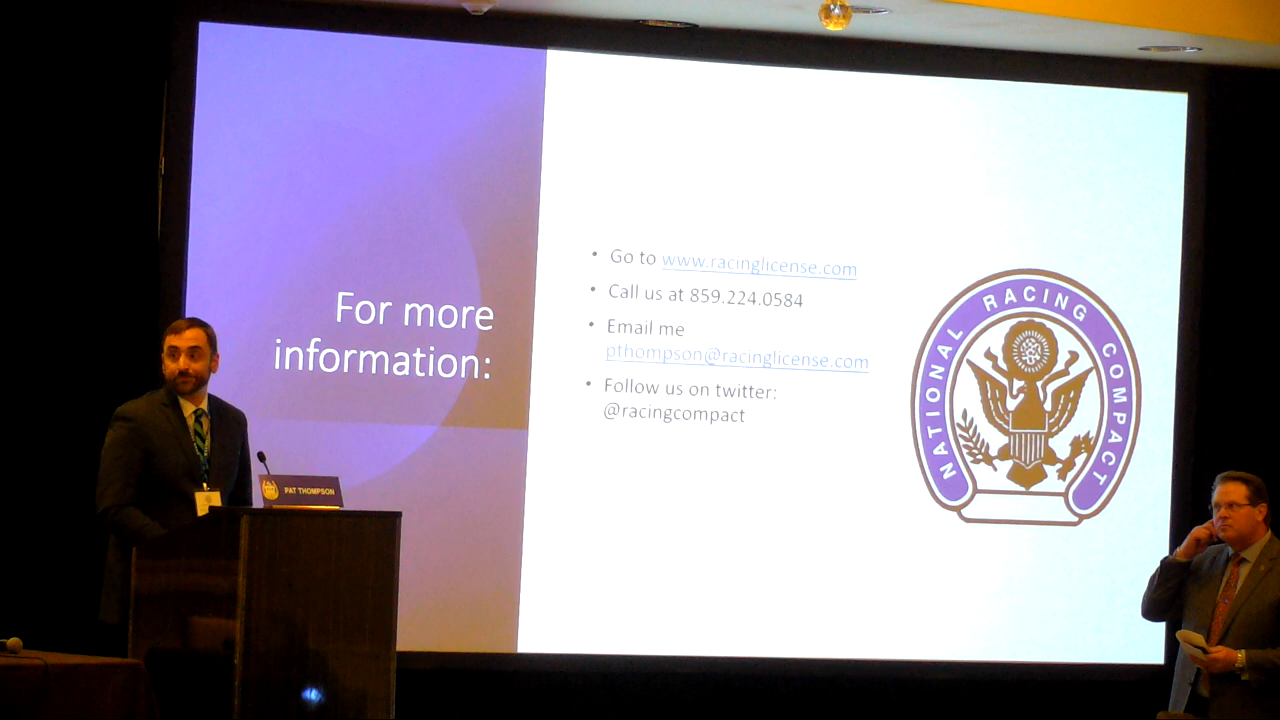 For more
information:
Go to www.racinglicense.com
Call us at 859.224.0584
Email me
pthompson@racinglicense.com
Follow us on twitter:
@racingcompact
NATIONAL RACING COMPACT
PAT THOMPSON